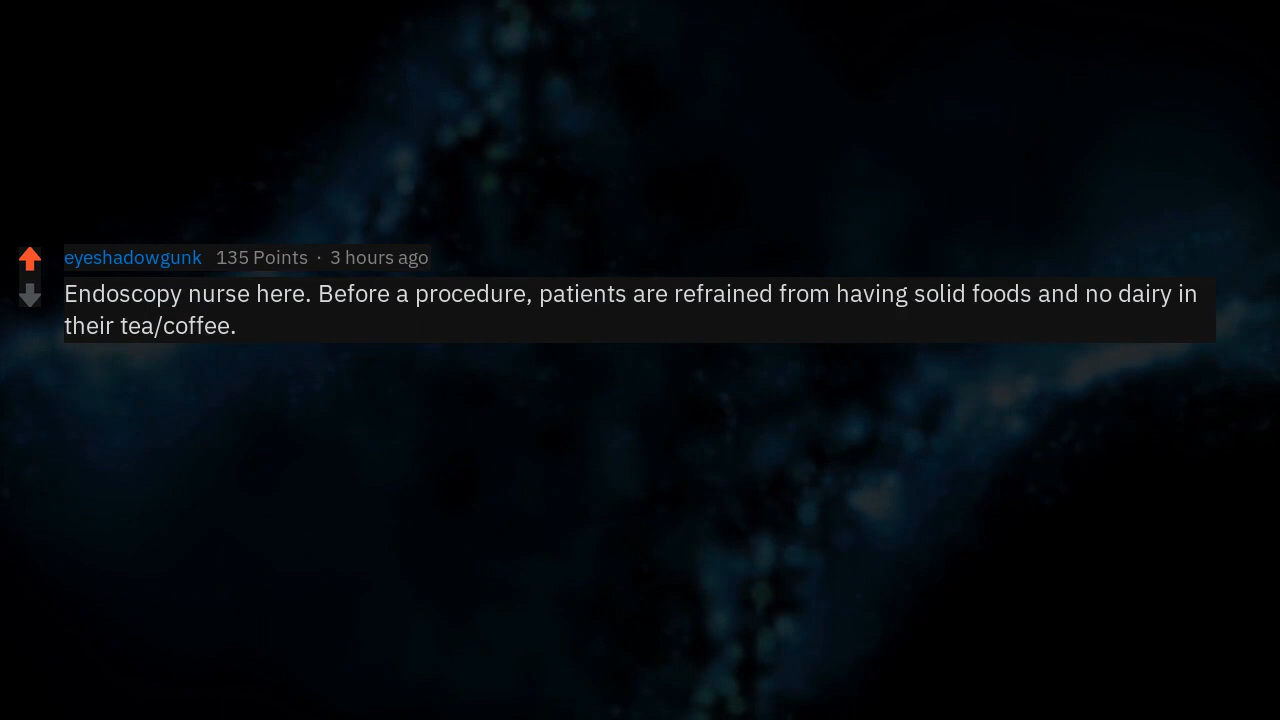 eyeshadowgunk 135 Points · 3 hours ago
Endoscopy nurse here. Before a procedure, patients are refrained from having solid foods and no dairy in
their tea/coffee.